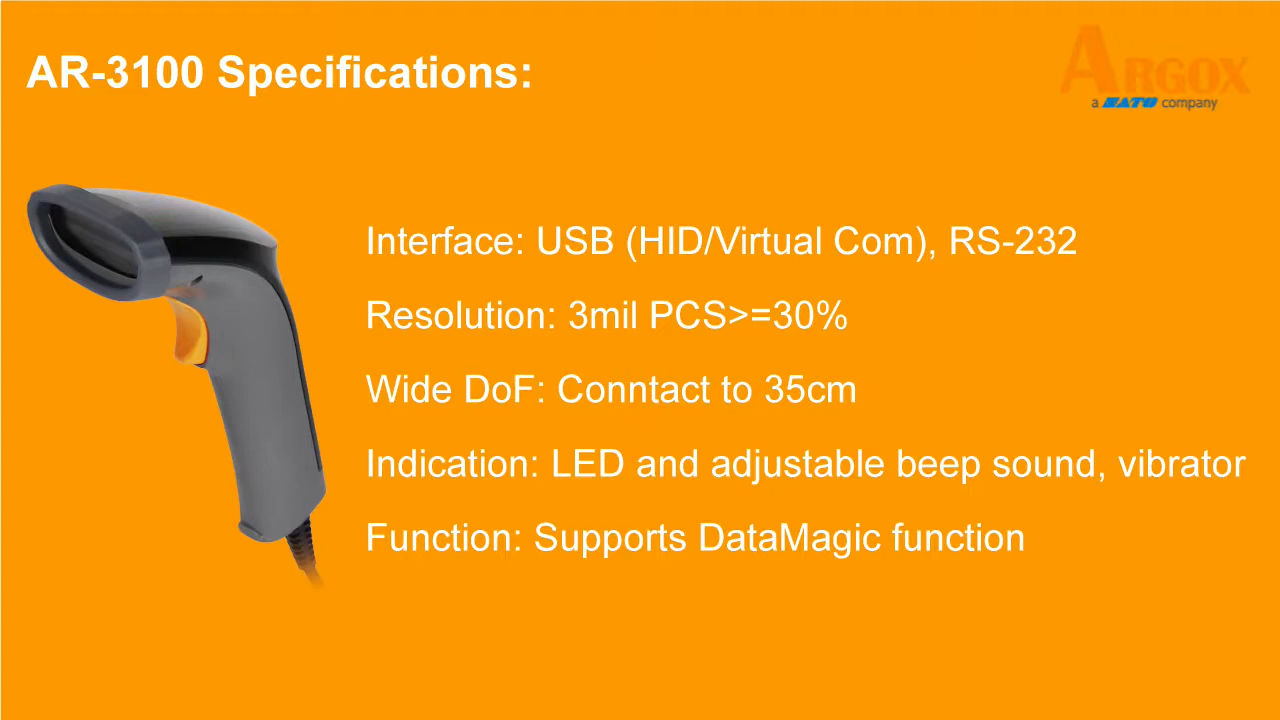 AR-3100 Specifications:
ARGOX
a SATO company
Interface: USB (HID/Virtual Com), RS-232
Resolution: 3mil PCS>=30%
Wide DoF: Conntact to 35cm
Indication: LED and adjustable beep sound, vibrator
Function: Supports DataMagic function